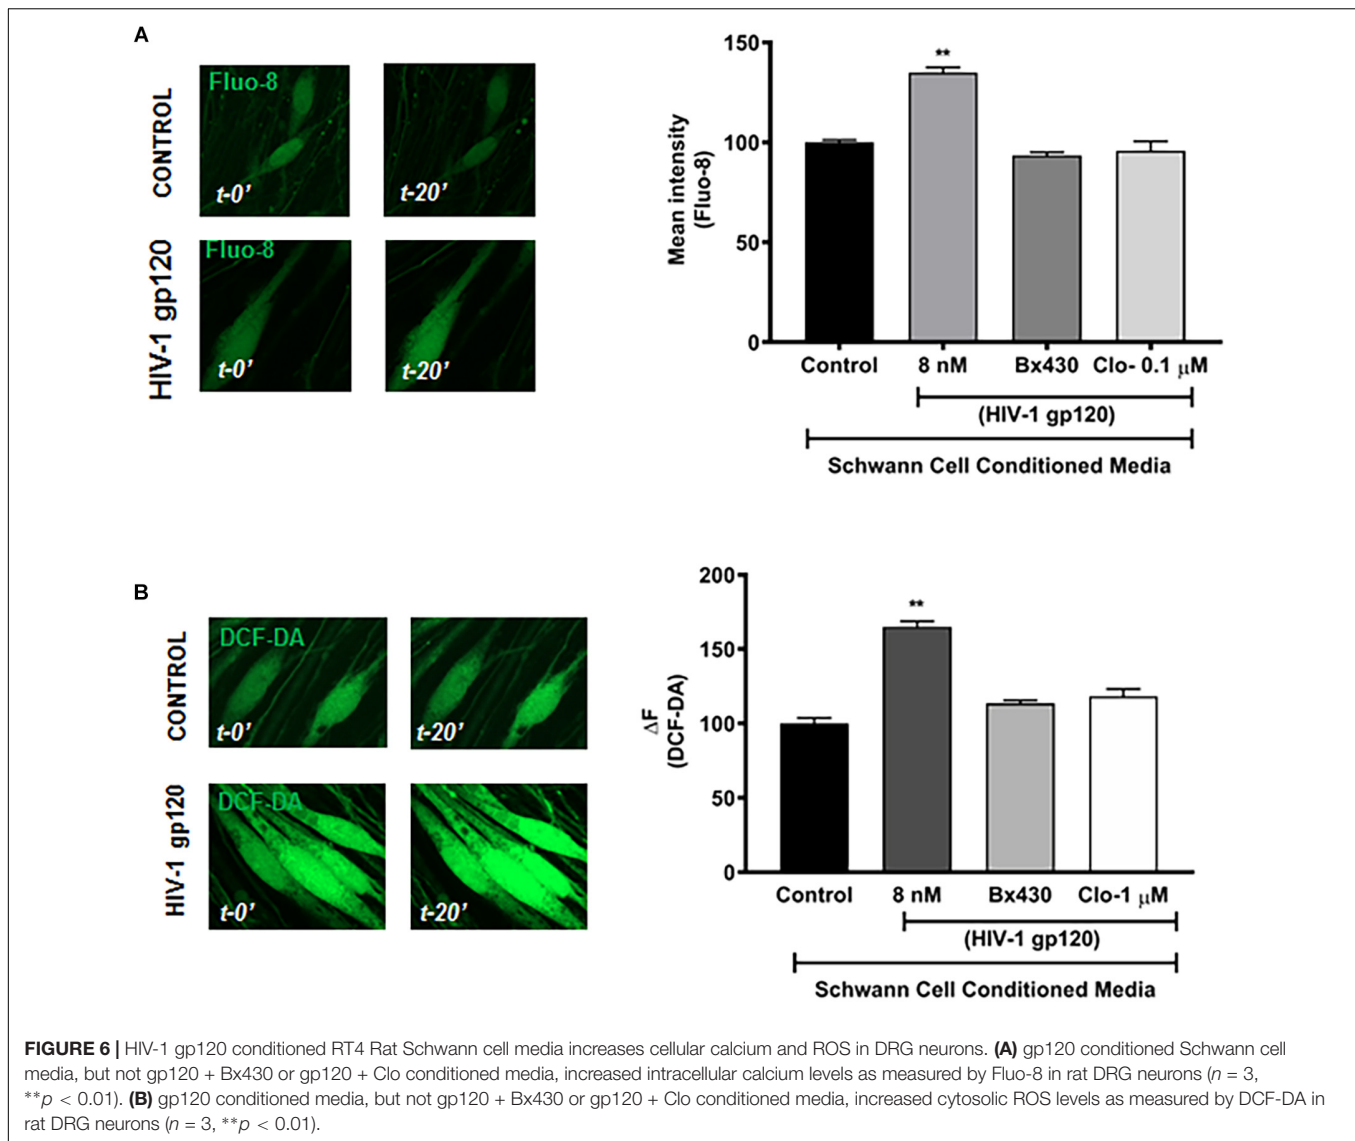 A
CONTROL
Fluo-8
t-0’
t-20’
HIV-1 gp120
Fluo-8
t-0’
t-20’
Mean intensity
(Fluo-8)
150
100
50
0
**
Control 8 nM Bx430 Clo- 0.1 μM
(HIV-1 gp120)
Schwann Cell Conditioned Media
B
CONTROL
DCF-DA
t-0’
t-20’
HIV-1 gp120
DCF-DA
t-0’
t-20’
ΔF
(DCF-DA)
200
150
100
50
0
**
Control 8 nM Bx430 Clo-1 μM
(HIV-1 gp120)
Schwann Cell Conditioned Media
FIGURE 6 | HIV-1 gp120 conditioned RT4 Rat Schwann cell media increases cellular calcium and ROS in DRG neurons. (A) gp120 conditioned Schwann cell
media, but not gp120 + Bx430 or gp120 + Clo conditioned media, increased intracellular calcium levels as measured by Fluo-8 in rat DRG neurons (n = 3,
**p < 0.01). (B) gp120 conditioned media, but not gp120 + Bx430 or gp120 + Clo conditioned media, increased cytosolic ROS levels as measured by DCF-DA in
rat DRG neurons (n = 3, **p < 0.01).